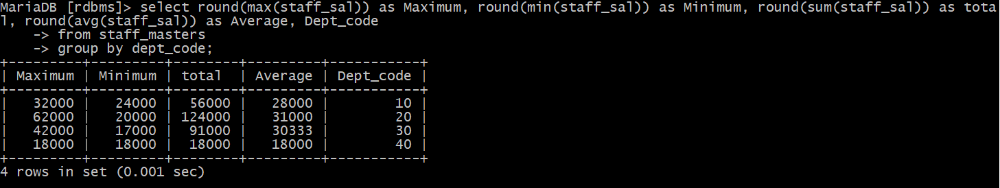 MariaDB [rdbms]> select round(max(staff_sal)) as Maximum, round(min(staff_sal)) as Minimum, round(sum(staff_sal)) as tota
l, round(avg(staff_sal)) as Average, Dept_code
    -> from staff_masters
    -> group by dept_code;
+---------+---------+--------+---------+-----------+
| Maximum | Minimum | total  | Average | Dept_code |
+---------+---------+--------+---------+-----------+
|   32000 |   24000 |  56000 |   28000 |        10 |
|   62000 |   20000 | 124000 |   31000 |        20 |
|   42000 |   17000 |  91000 |   30333 |        30 |
|   18000 |   18000 |  18000 |   18000 |        40 |
+---------+---------+--------+---------+-----------+
4 rows in set (0.001 sec)